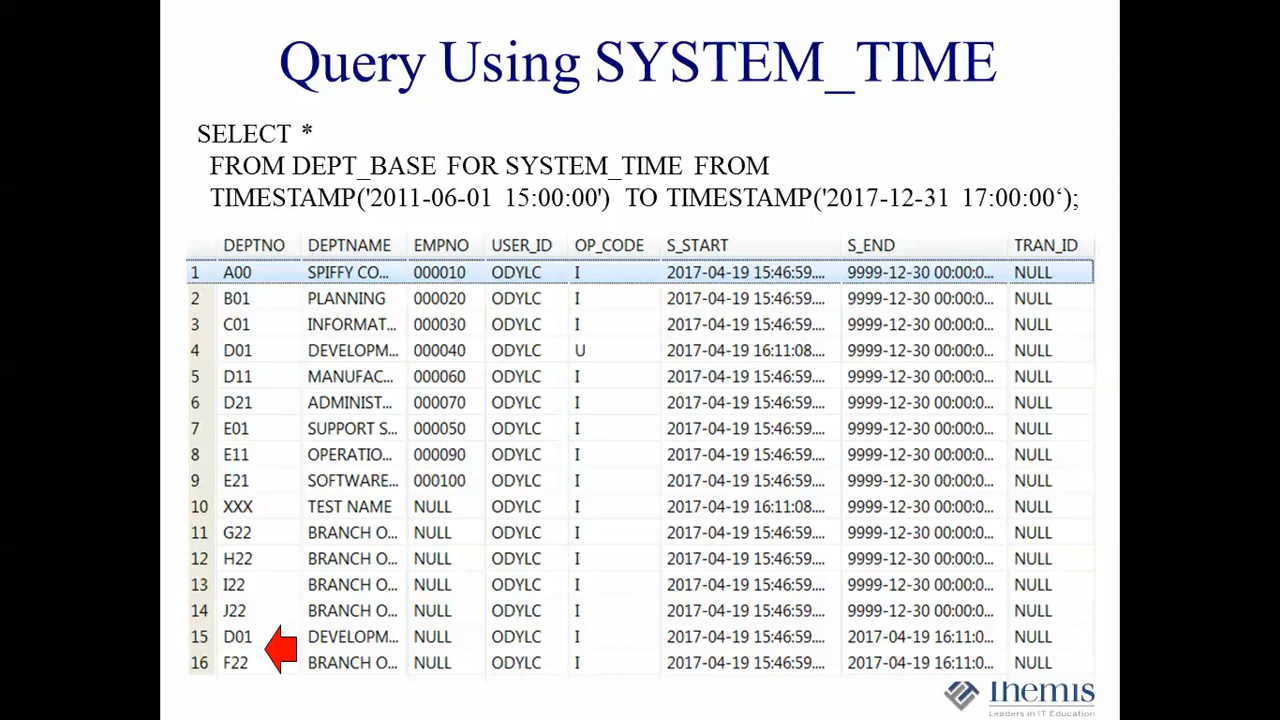 Query Using SYSTEM_TIME
SELECT *
FROM DEPT_BASE FOR SYSTEM_TIME FROM
TIMESTAMP('2011-06-01 15:00:00') TO TIMESTAMP('2017-12-31 17:00:00‘);
DEPTNO DEPTNAME EMPNO USER_ID OP_CODE S_START S_END TRAN_ID
1 A00 SPIFFY CO... 000010 ODYLC I 2017-04-19 15:46:59.... 9999-12-30 00:00:0... NULL
2 B01 PLANNING 000020 ODYLC I 2017-04-19 15:46:59.... 9999-12-30 00:00:0... NULL
3 C01 INFORMAT... 000030 ODYLC I 2017-04-19 15:46:59.... 9999-12-30 00:00:0... NULL
4 D01 DEVELOPM... 000040 ODYLC U 2017-04-19 16:11:08.... 9999-12-30 00:00:0... NULL
5 D11 MANUFAC... 000060 ODYLC I 2017-04-19 15:46:59.... 9999-12-30 00:00:0... NULL
6 D21 ADMINIST... 000070 ODYLC I 2017-04-19 15:46:59.... 9999-12-30 00:00:0... NULL
7 E01 SUPPORT S... 000050 ODYLC I 2017-04-19 15:46:59.... 9999-12-30 00:00:0... NULL
8 E11 OPERATIO... 000090 ODYLC I 2017-04-19 15:46:59.... 9999-12-30 00:00:0... NULL
9 E21 SOFTWARE... 000100 ODYLC I 2017-04-19 15:46:59.... 9999-12-30 00:00:0... NULL
10 XXX TEST NAME NULL ODYLC I 2017-04-19 16:11:08.... 9999-12-30 00:00:0... NULL
11 G22 BRANCH O... NULL ODYLC I 2017-04-19 15:46:59.... 9999-12-30 00:00:0... NULL
12 H22 BRANCH O... NULL ODYLC I 2017-04-19 15:46:59.... 9999-12-30 00:00:0... NULL
13 I22 BRANCH O... NULL ODYLC I 2017-04-19 15:46:59.... 9999-12-30 00:00:0... NULL
14 J22 BRANCH O... NULL ODYLC I 2017-04-19 15:46:59.... 9999-12-30 00:00:0... NULL
15 D01 DEVELOPM... NULL ODYLC I 2017-04-19 15:46:59.... 2017-04-19 16:11:0... NULL
16 F22 BRANCH O... NULL ODYLC I 2017-04-19 15:46:59.... 2017-04-19 16:11:0... NULL
Themis
Leaders in IT Education